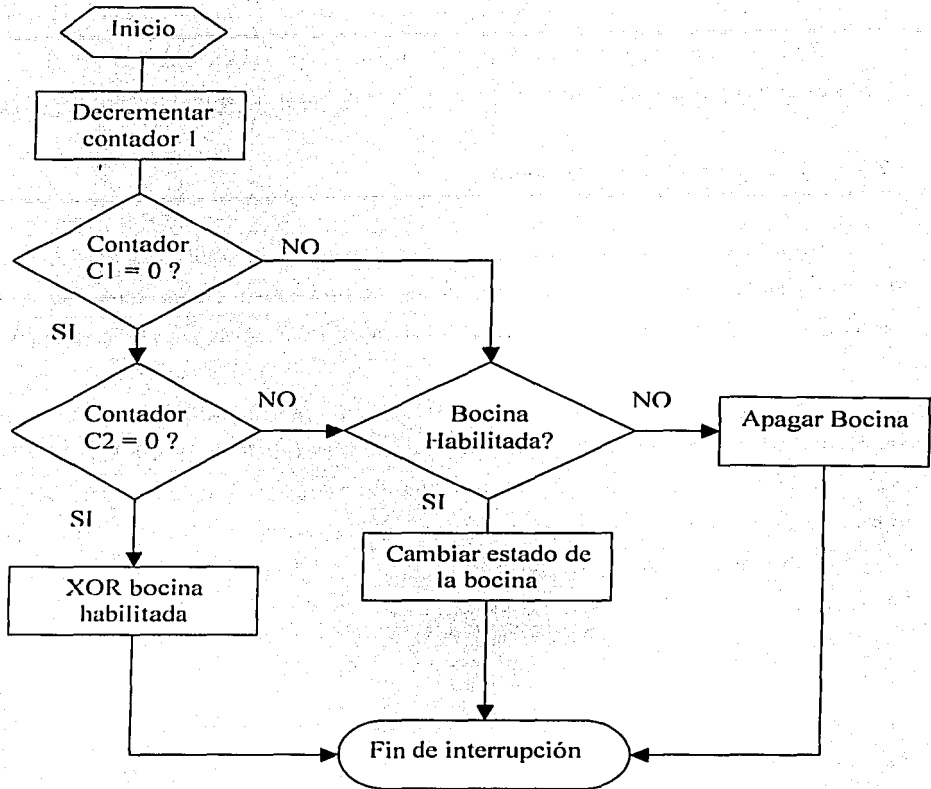 Inicio
Decrementar
contador 1
Contador
C1 = 0 ?
NO
SI
Contador
C2 = 0 ?
NO
Bocina
Habilitada?
NO
Apagar Bocina
SI
SI
XOR bocina
habilitada
Cambiar estado de
la bocina
Fin de interrupción